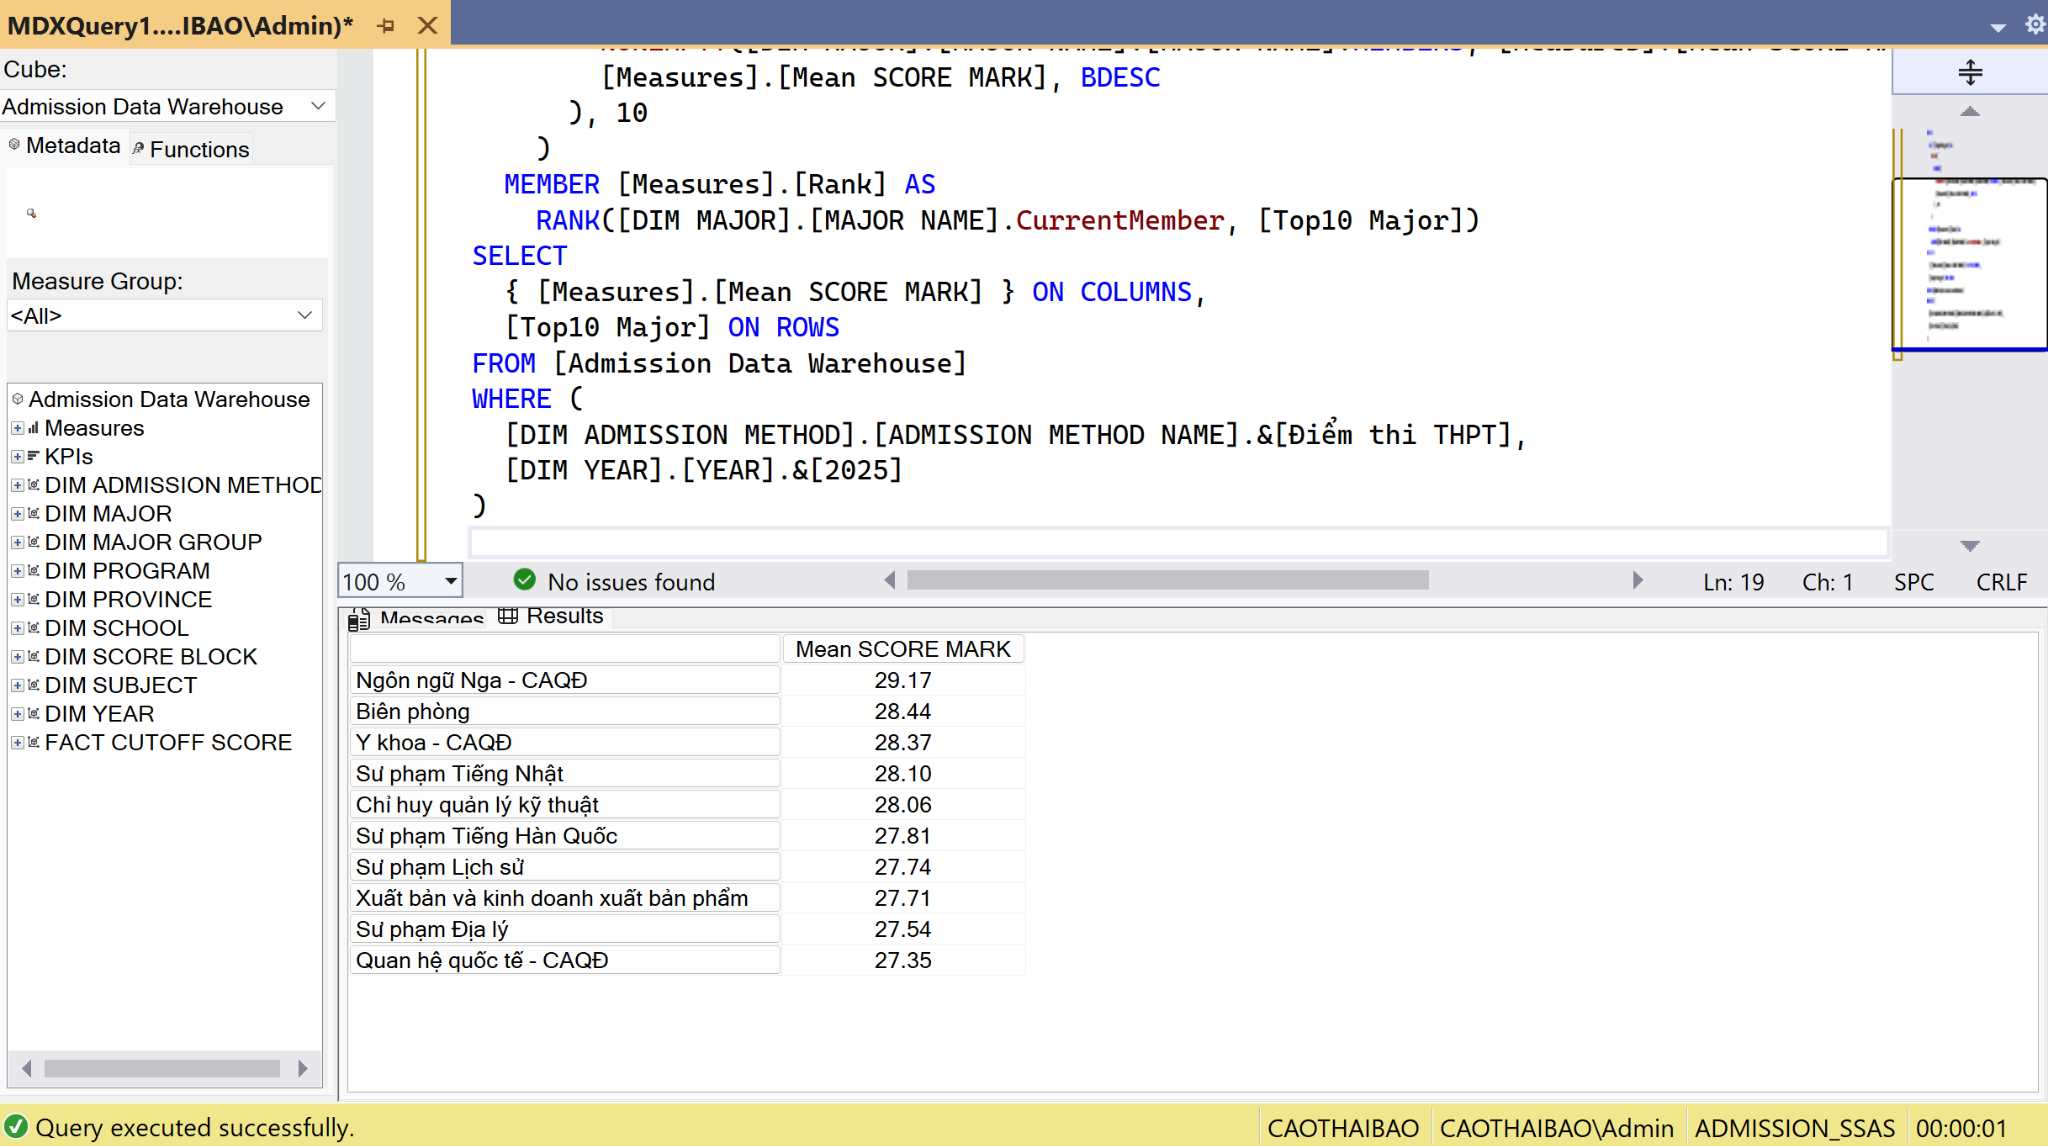 MDXQuery1....IBAO\Admin)*
Cube:
Admission Data Warehouse
Metadata
Functions
Measure Group:
<All>
Admission Data Warehouse
Measures
KPIs
DIM ADMISSION METHOD
DIM MAJOR
DIM MAJOR GROUP
DIM PROGRAM
DIM PROVINCE
DIM SCHOOL
DIM SCORE BLOCK
DIM SUBJECT
DIM YEAR
FACT CUTOFF SCORE
[Measures].[Mean SCORE MARK], BDESC
), 10
)
MEMBER [Measures].[Rank] AS
RANK([DIM MAJOR].[MAJOR NAME].CurrentMember, [Top10 Major])
SELECT
{ [Measures].[Mean SCORE MARK] } ON COLUMNS,
[Top10 Major] ON ROWS
FROM [Admission Data Warehouse]
WHERE (
[DIM ADMISSION METHOD].[ADMISSION METHOD NAME].&[Điểm thi THPT],
[DIM YEAR].[YEAR].&[2025]
)
100 %
No issues found
Ln: 19 Ch: 1 SPC CRLF
Messages
Results
Mean SCORE MARK
Ngôn ngữ Nga - CAQĐ 29.17
Biên phòng 28.44
Y khoa - CAQĐ 28.37
Sư phạm Tiếng Nhật 28.10
Chỉ huy quản lý kỹ thuật 28.06
Sư phạm Tiếng Hàn Quốc 27.81
Sư phạm Lịch sử 27.74
Xuất bản và kinh doanh xuất bản phẩm 27.71
Sư phạm Địa lý 27.54
Quan hệ quốc tế - CAQĐ 27.35
Query executed successfully.
CAOTHAIBAO
CAOTHAIBAO\Admin
ADMISSION_SSAS
00:00:01